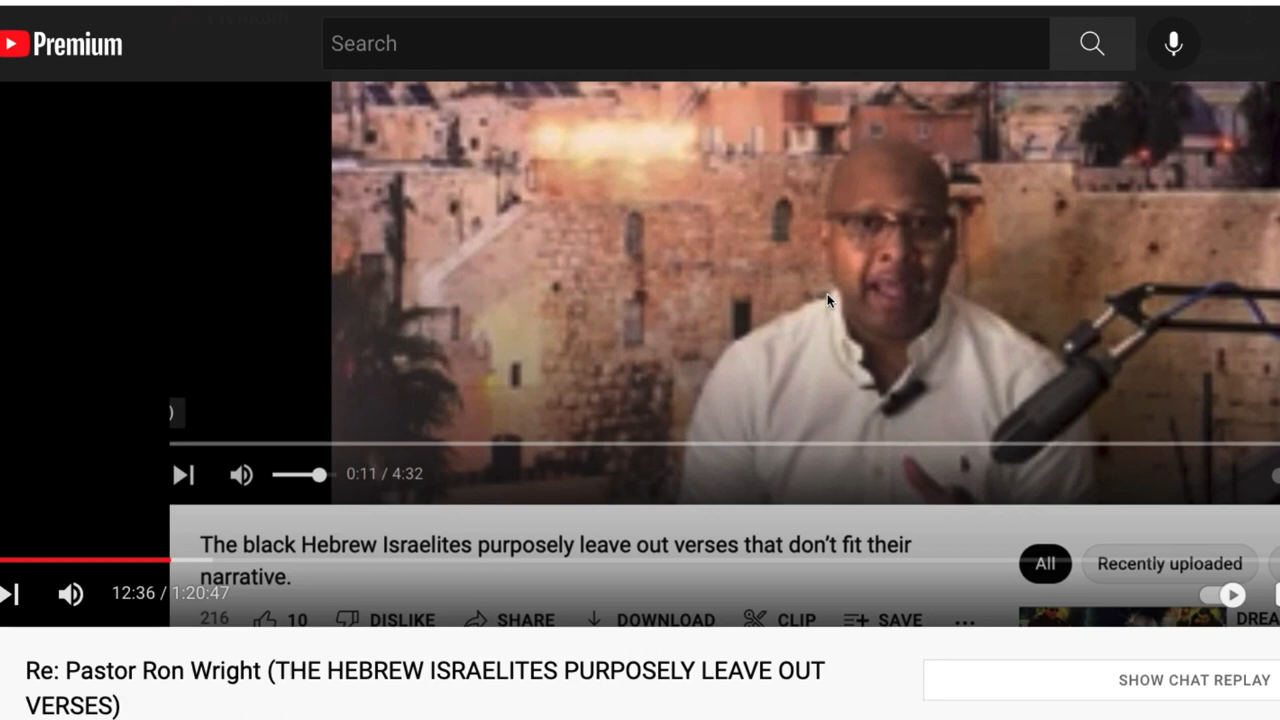 Premium
Search
0:11 / 4:32
The black Hebrew Israelites purposely leave out verses that don’t fit their
narrative.
All
Recently uploaded
12:36 / 1:20:47
216
10
DISLIKE
SHARE
DOWNLOAD
CLIP
SAVE
...
Re: Pastor Ron Wright (THE HEBREW ISRAELITES PURPOSELY LEAVE OUT
VERSES)
SHOW CHAT REPLAY